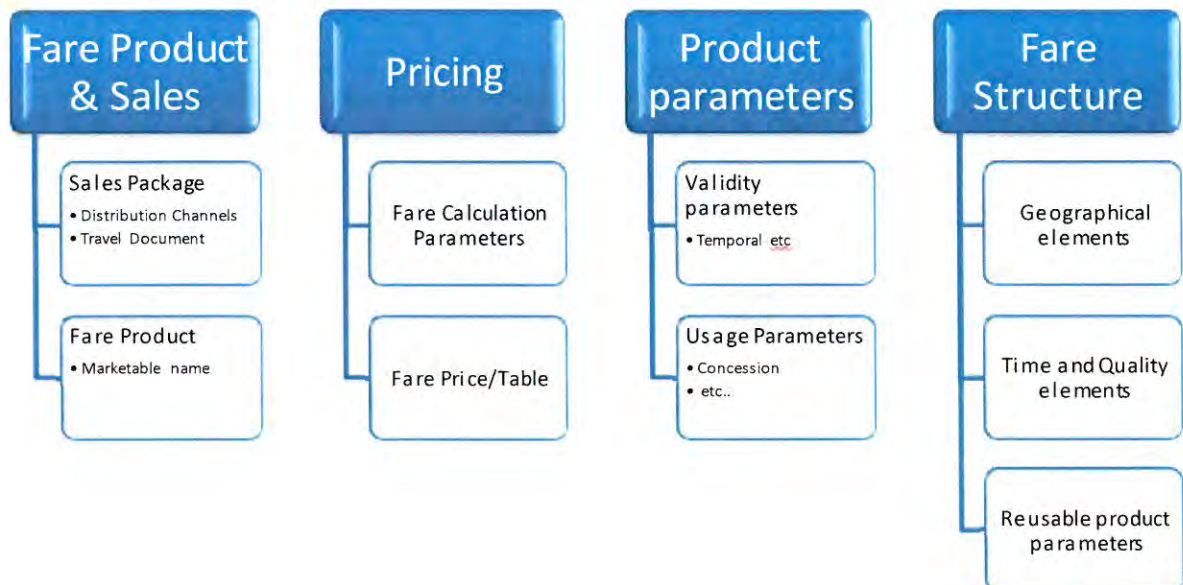 Fare Product
& Sales
Sales Package
• Distribution Channels
• Travel Document
Fare Product
• Marketable name
Pricing
Fare Calculation
Parameters
Fare Price/Table
Product
parameters
Validity
parameters
• Temporal etc
Usage Parameters
• Concession
• etc..
Fare
Structure
Geographical
elements
Time and Quality
elements
Reusable product
parameters